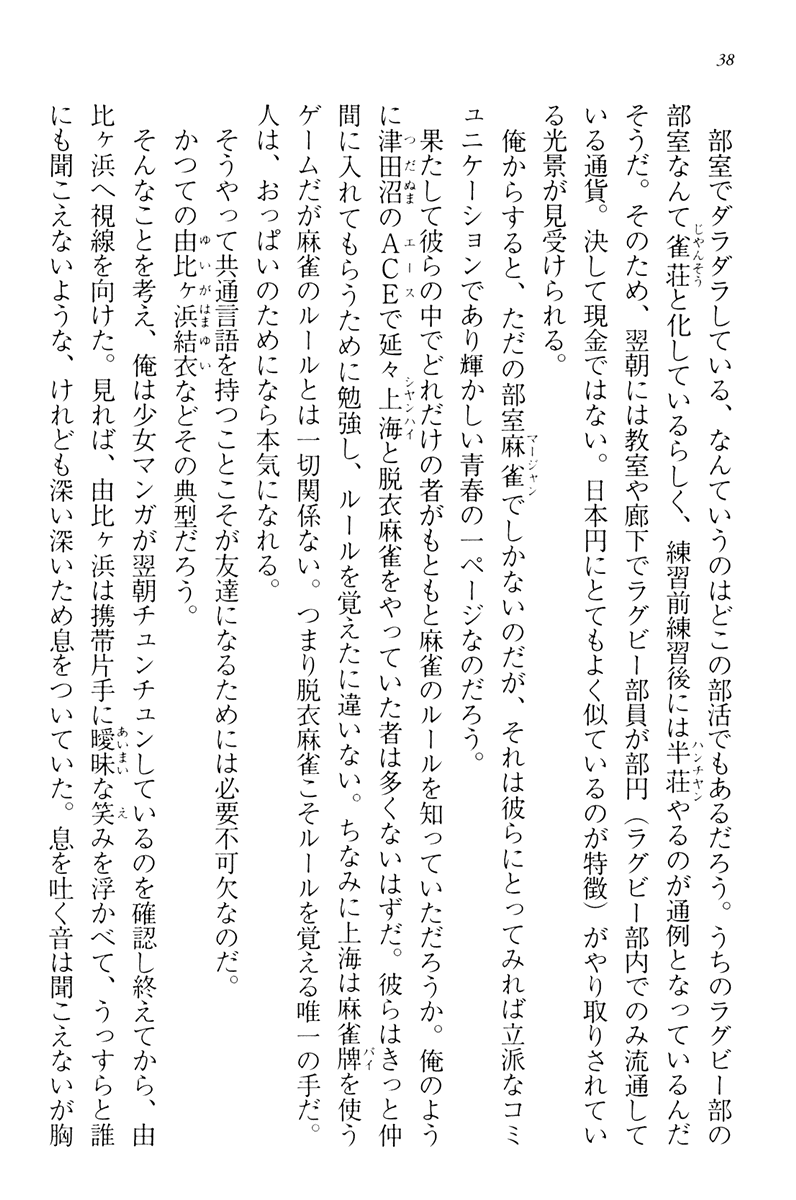 38
部室でダラダラしている、なんていうのはどこの部活でもあるだろう。うちのラグビー部の
部室なんて雀荘と化しているらしく、練習前練習後には半荘やるのが通例となっているんだ
そうだ。そのため、翌朝には教室や廊下でラグビー部員が部円（ラグビー部内でのみ流通して
いる通貨。決して現金ではない。日本円にとてもよく似ているのが特徴）がやり取りされてい
る光景が見受けられる。
俺からすると、ただの部室麻雀でしかないのだが、それは彼らにとってみれば立派なコミ
ュニケーションであり輝かしい青春の一ページなのだろう。
果たして彼らの中でどれだけの者がもともと麻雀のルールを知っていただろうか。俺のよう
に津田沼のＡＣＥで延々上海と脱衣麻雀をやっていた者は多くないはずだ。彼らはきっと仲
間に入れてもらうために勉強し、ルールを覚えたに違いない。ちなみに上海は麻雀牌を使う
ゲームだが麻雀のルールとは一切関係ない。つまり脱衣麻雀こそルールを覚える唯一の手だ。
人は、おっぱいのためになら本気になれる。
そうやって共通言語を持つことこそが友達になるためには必要不可欠なのだ。
かつての由比ヶ浜結衣などその典型だろう。
そんなことを考え、俺は少女マンガが翌朝チュンチュンしているのを確認し終えてから、由
比ヶ浜へ視線を向けた。見れば、由比ヶ浜は携帯片手に曖昧な笑みを浮かべて、うっすらと誰
にも聞こえないような、けれども深い深いため息をついていた。息を吐く音は聞こえないが胸